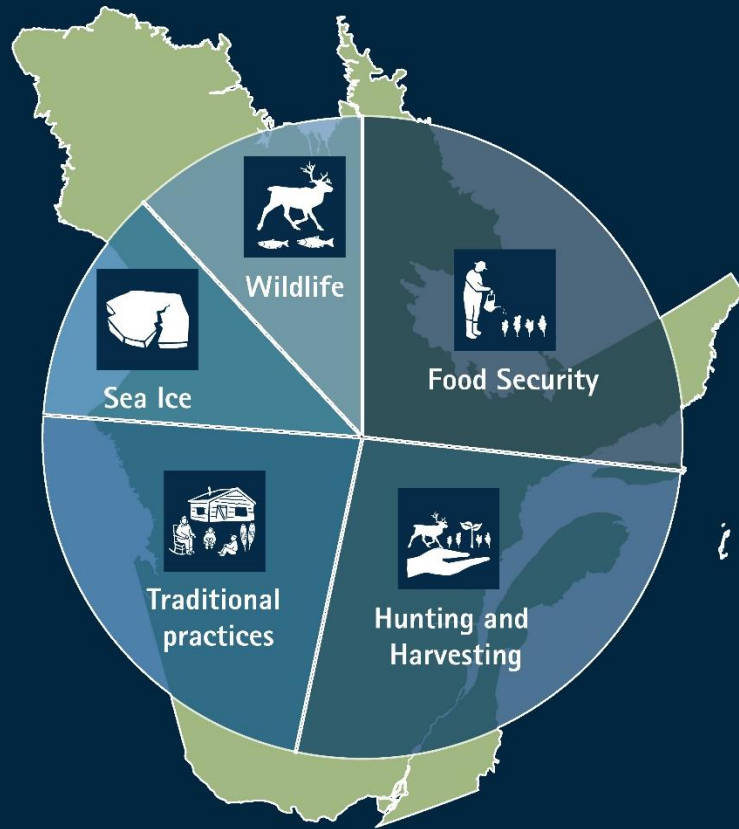 Wildlife
Food Security
Sea Ice
Traditional
practices
Hunting and
Harvesting